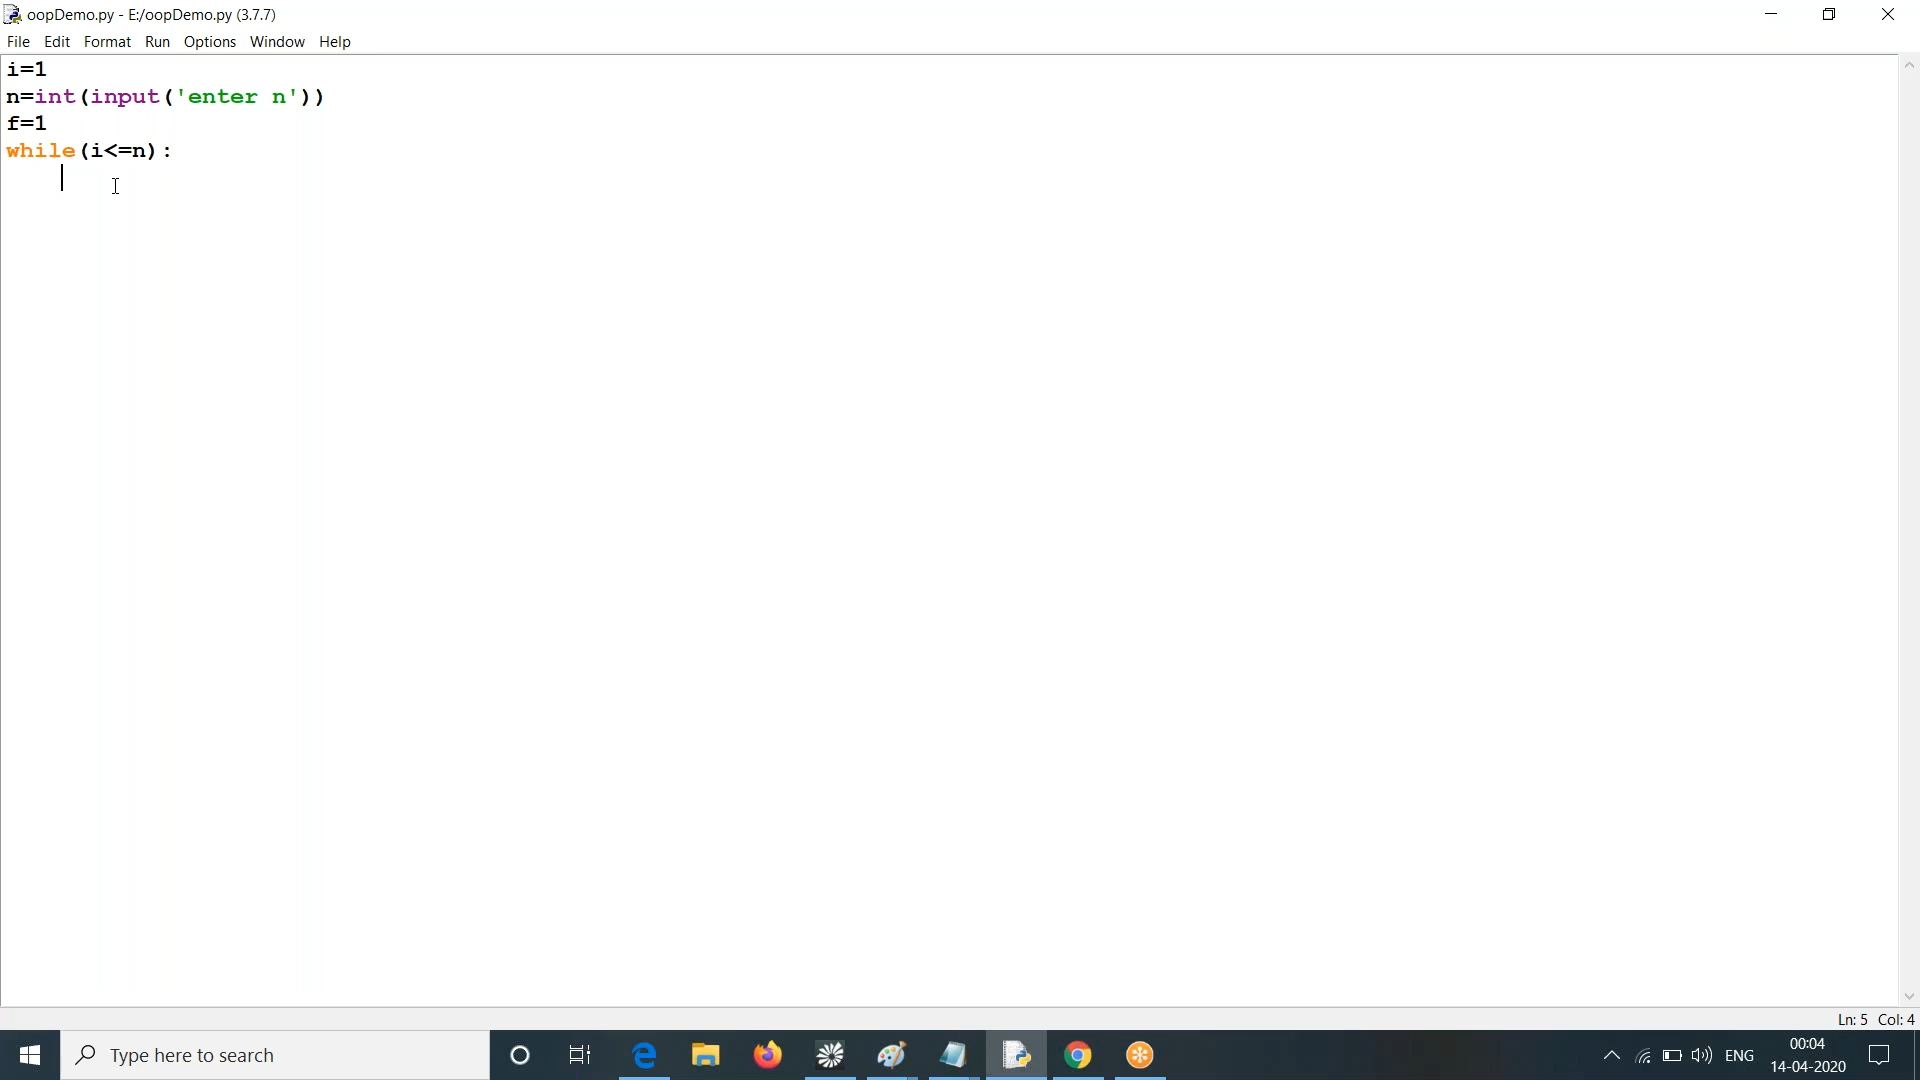 oopDemo.py - E:/oopDemo.py (3.7.7)
File Edit Format Run Options Window Help
i=1
n=int(input('enter n'))
f=1
while(i<=n):
Ln: 5 Col: 4
Type here to search
ENG
00:04
14-04-2020